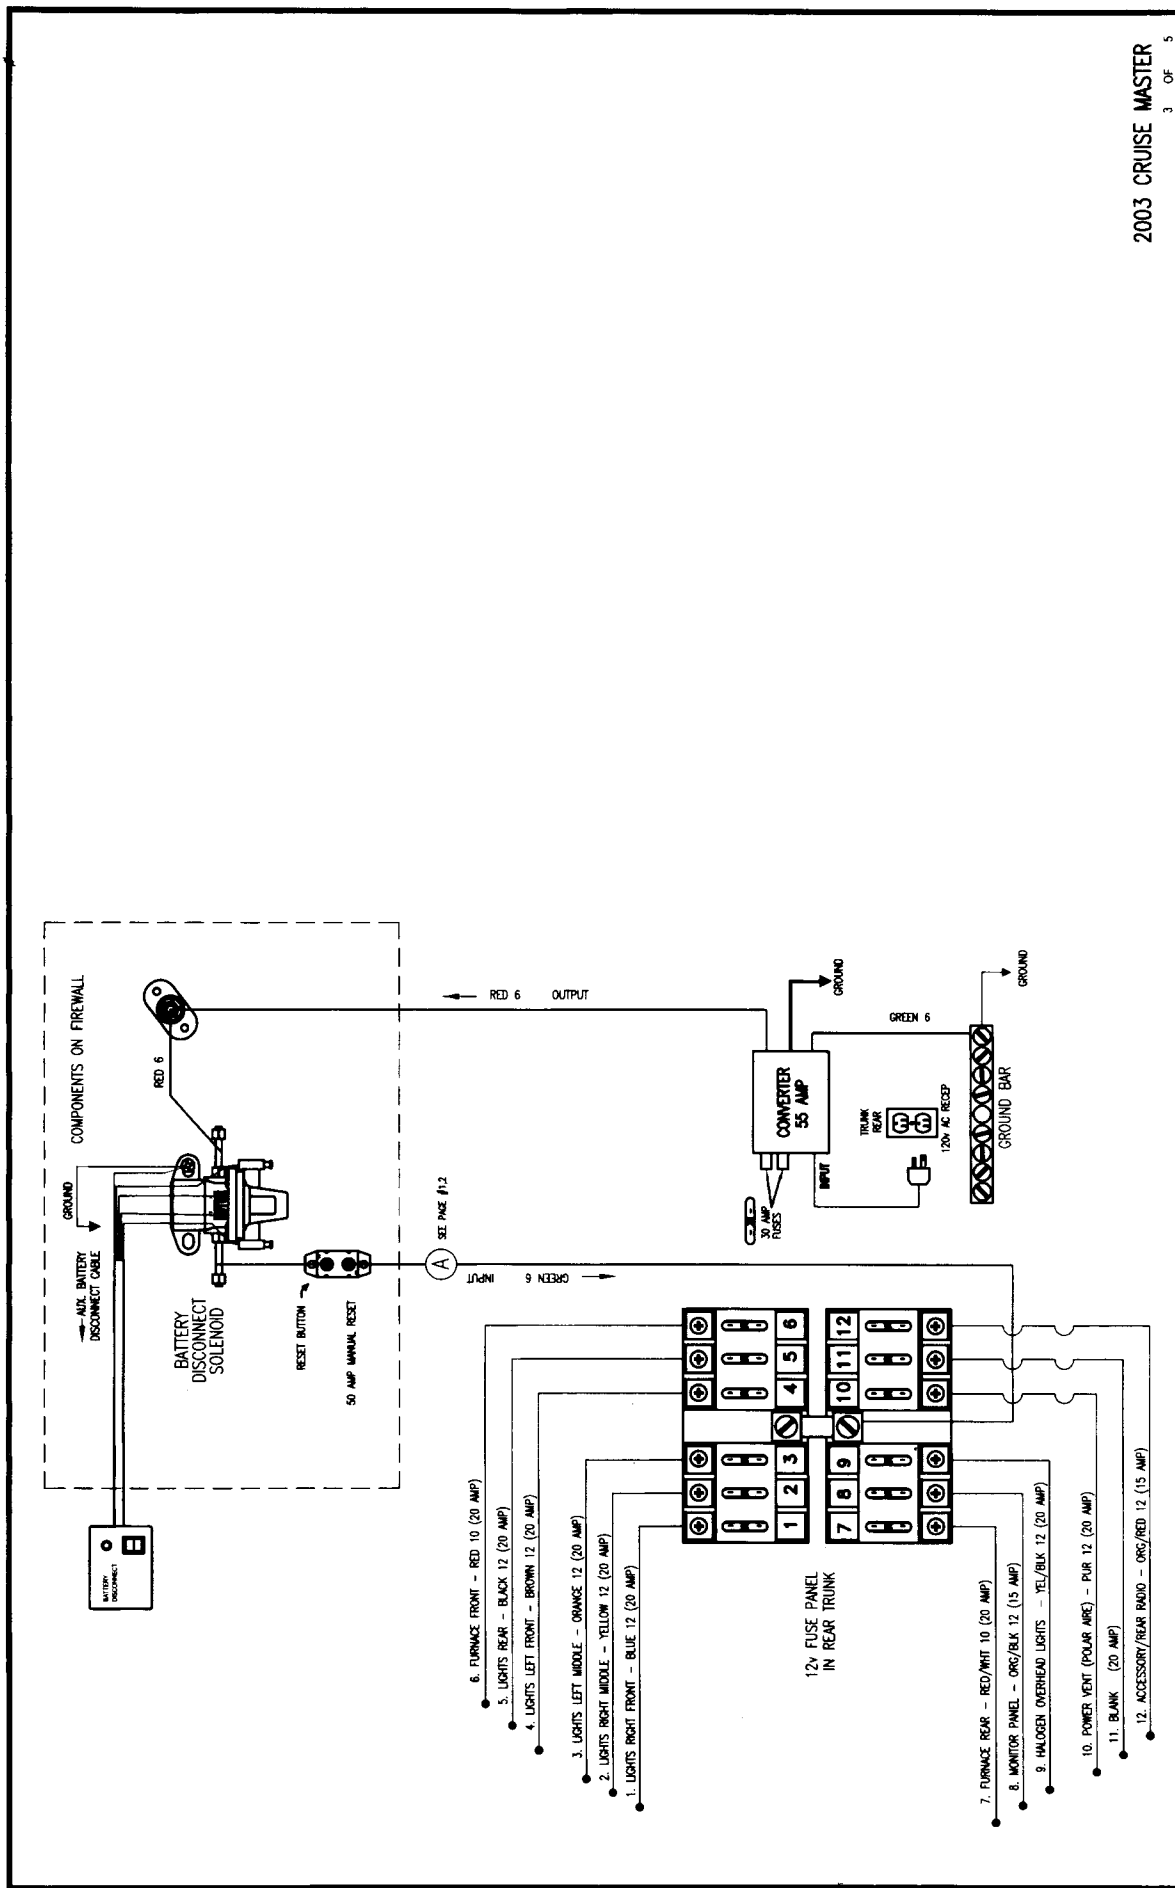 2003 CRUISE MASTER
3 OF 5
COMPONENTS ON FIREWALL
GROUND
AUX. BATTERY
DISCONNECT CABLE
BATTERY
DISCONNECT
BATTERY
DISCONNECT
SOLENOID
RED 6
RESET BUTTON
50 AMP MANUAL RESET
A
SEE PAGE #1,2
GREEN 6 INPUT
RED 6 OUTPUT
6. FURNACE FRONT - RED 10 (20 AMP)
5. LIGHTS REAR - BLACK 12 (20 AMP)
4. LIGHTS LEFT FRONT - BROWN 12 (20 AMP)
3. LIGHTS LEFT MIDDLE - ORANGE 12 (20 AMP)
2. LIGHTS RIGHT MIDDLE - YELLOW 12 (20 AMP)
1. LIGHTS RIGHT FRONT - BLUE 12 (20 AMP)
1 2 3 4 5 6
7 8 9 10 11 12
12v FUSE PANEL
IN REAR TRUNK
7. FURNACE REAR - RED/WHT 10 (20 AMP)
8. MONITOR PANEL - ORG/BLK 12 (15 AMP)
9. HALOGEN OVERHEAD LIGHTS - YEL/BLK 12 (20 AMP)
10. POWER VENT (POLAR AIRE) - PUR 12 (20 AMP)
11. BLANK (20 AMP)
12. ACCESSORY/REAR RADIO - ORG/RED 12 (15 AMP)
30 AMP
FUSES
CONVERTER
55 AMP
INPUT
GROUND
GREEN 6
TRUNK
REAR
120v AC RECEP
GROUND BAR
GROUND